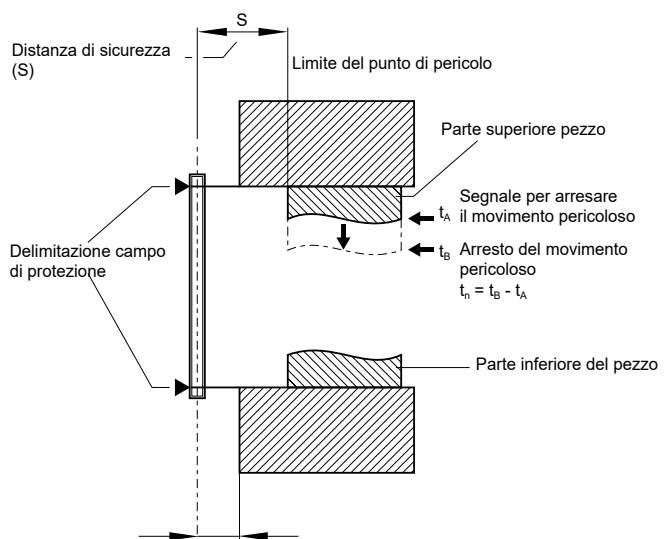 S
Distanza di sicurezza
(S)
Limite del punto di pericolo
Parte superiore pezzo
tA
Segnale per arresare
il movimento pericoloso
tB
Arresto del movimento
pericoloso
tn = tB - tA
Delimitazione campo
di protezione
Parte inferiore del pezzo